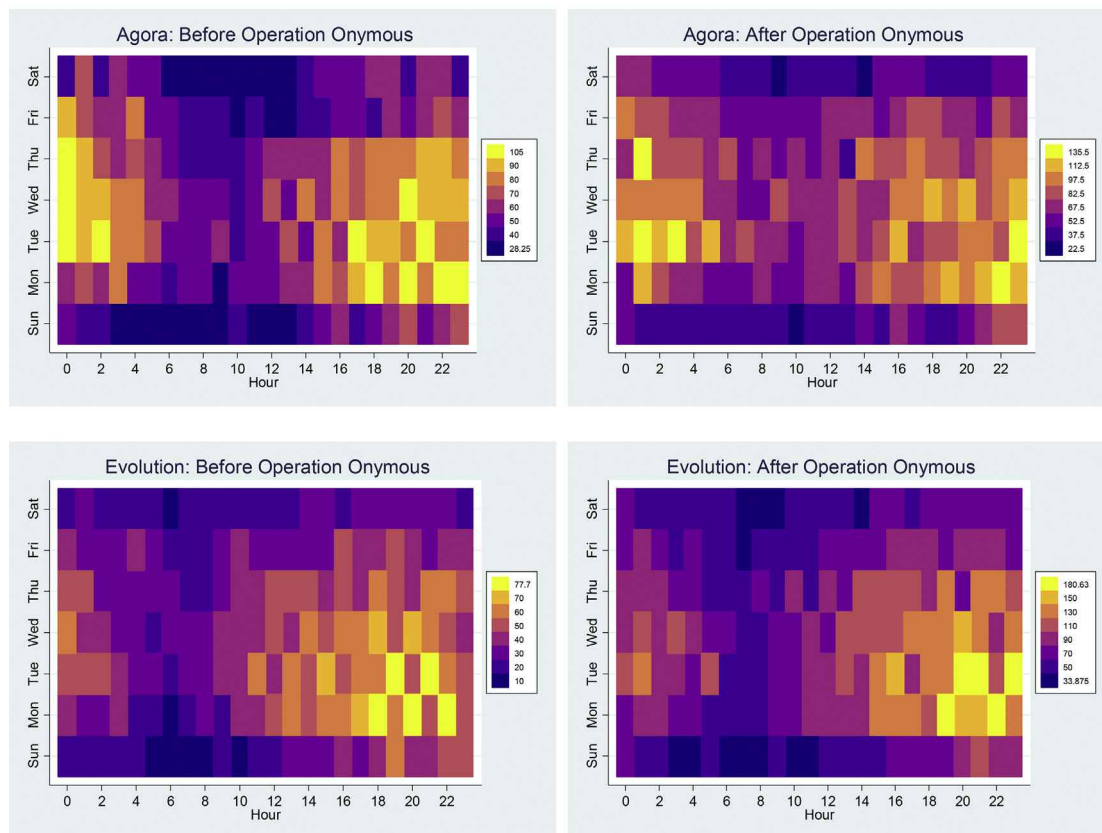 Agora: Before Operation Onymous
Sat
Fri
Thu
Wed
Tue
Mon
Sun
0 2 4 6 8 10 12 14 16 18 20 22
Hour
105
90
80
70
60
50
40
28.25
Agora: After Operation Onymous
Sat
Fri
Thu
Wed
Tue
Mon
Sun
0 2 4 6 8 10 12 14 16 18 20 22
Hour
135.5
112.5
97.5
82.5
67.5
52.5
37.5
22.5
Evolution: Before Operation Onymous
Sat
Fri
Thu
Wed
Tue
Mon
Sun
0 2 4 6 8 10 12 14 16 18 20 22
Hour
77.7
70
60
50
40
30
20
10
Evolution: After Operation Onymous
Sat
Fri
Thu
Wed
Tue
Mon
Sun
0 2 4 6 8 10 12 14 16 18 20 22
Hour
180.63
150
130
110
90
70
50
33.875